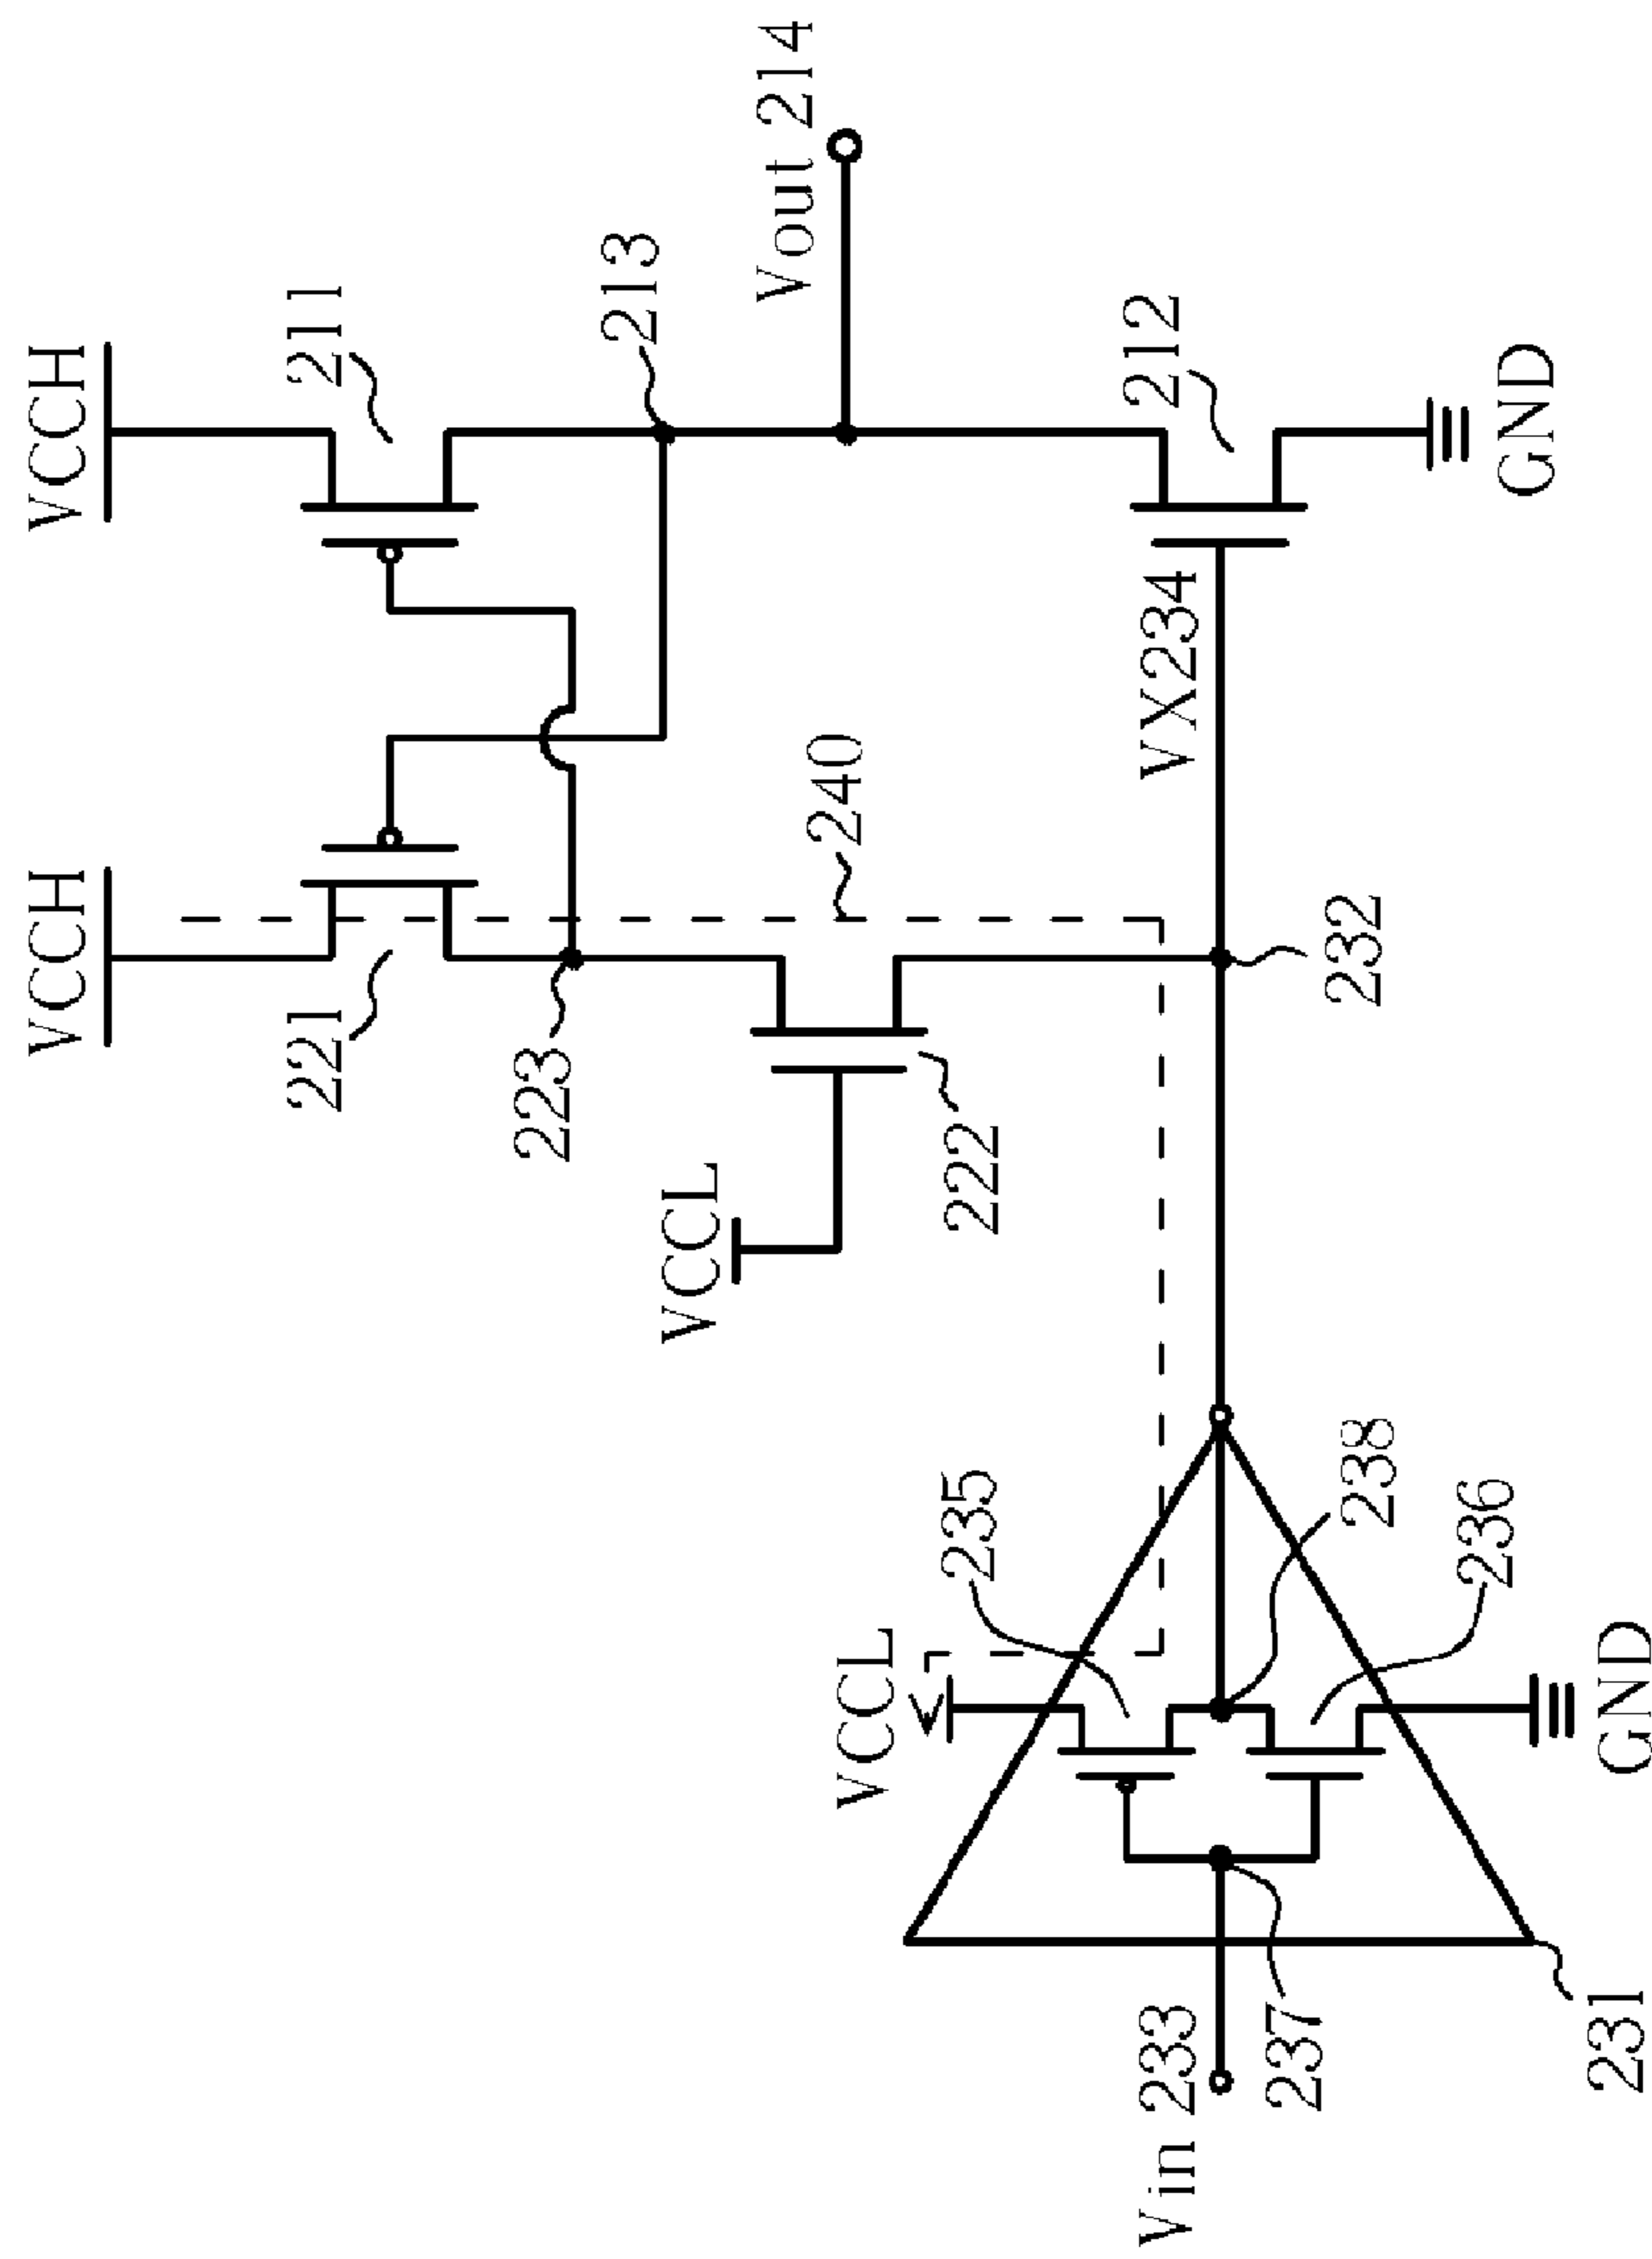 VCCH
VCCH
211
221
213
223
Vout 214
VCCL
240
222
VCCL
235
VX234
212
Vin 233
237
238
232
236
GND
231
GND